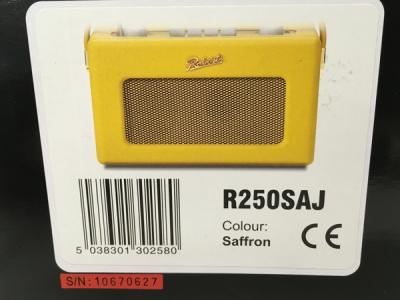 Roberts
R250SAJ
Colour:
Saffron
CE
5 038301 302580
S/N: 10670627